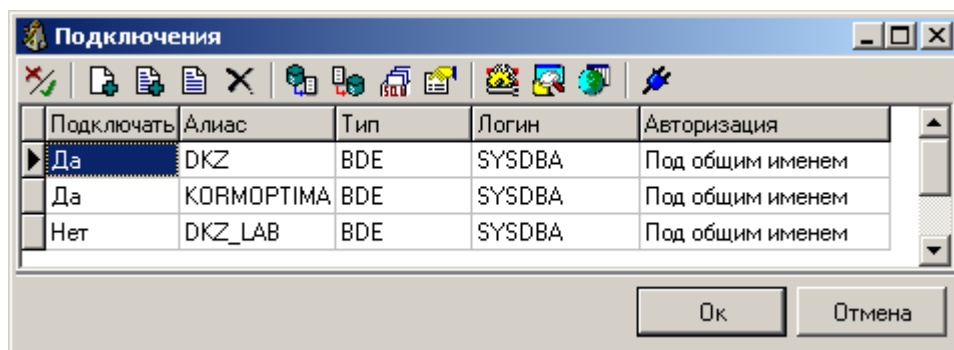 Подключения
Подключать Алиас Тип Логин Авторизация
Да DKZ BDE SYSDBA Под общим именем
Да KORMOPTIMA BDE SYSDBA Под общим именем
Нет DKZ_LAB BDE SYSDBA Под общим именем
Ок Отмена